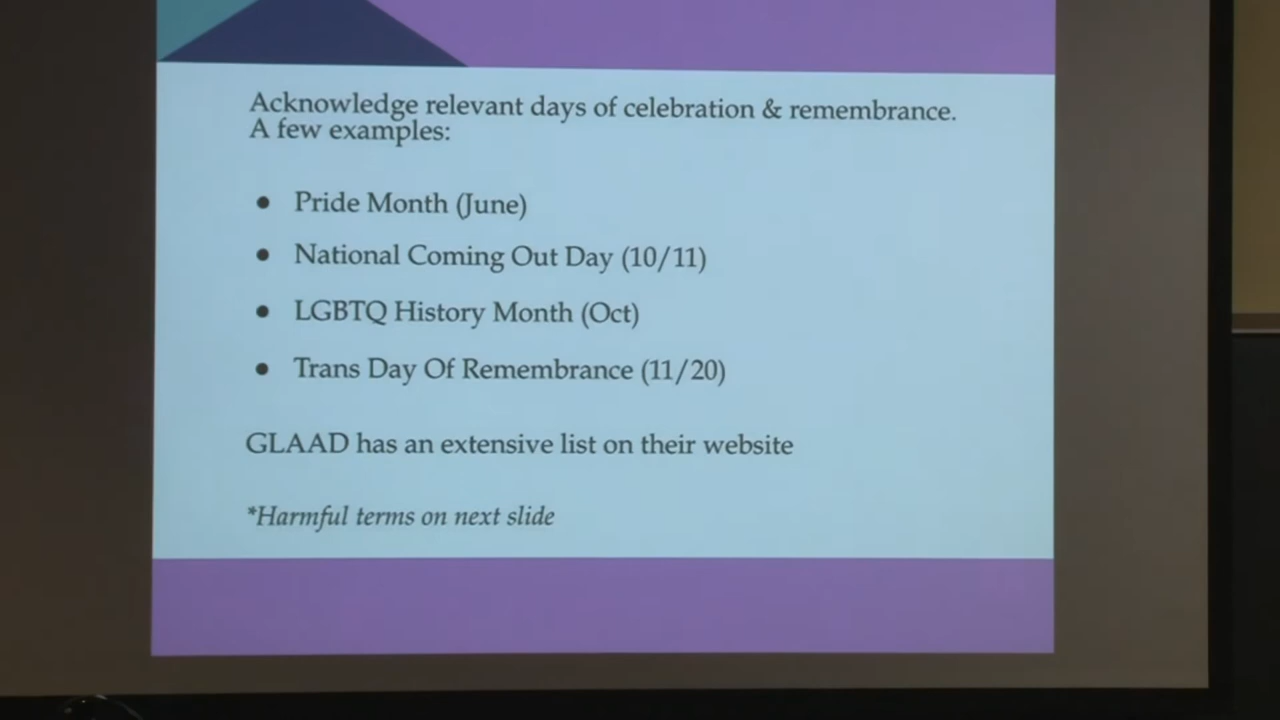 Acknowledge relevant days of celebration & remembrance.
A few examples:
● Pride Month (June)
● National Coming Out Day (10/11)
● LGBTQ History Month (Oct)
● Trans Day Of Remembrance (11/20)
GLAAD has an extensive list on their website
*Harmful terms on next slide